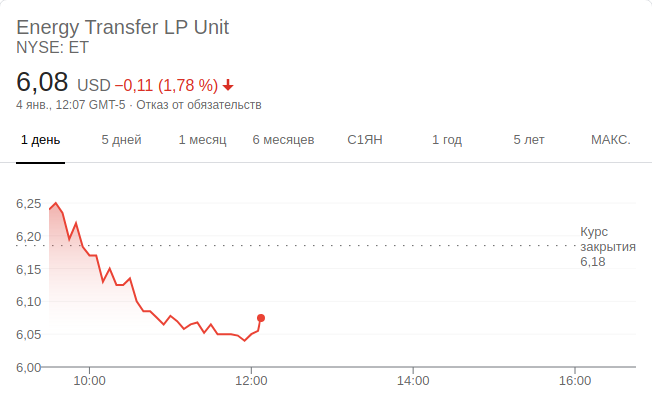 Energy Transfer LP Unit
NYSE: ET
6,08 USD −0,11 (1,78 %)
4 янв., 12:07 GMT-5 · Отказ от обязательств
1 день 5 дней 1 месяц 6 месяцев С1ЯН 1 год 5 лет МАКС.
6,25
6,20
6,15
6,10
6,05
6,00
Курс
закрытия
6,18
10:00 12:00 14:00 16:00